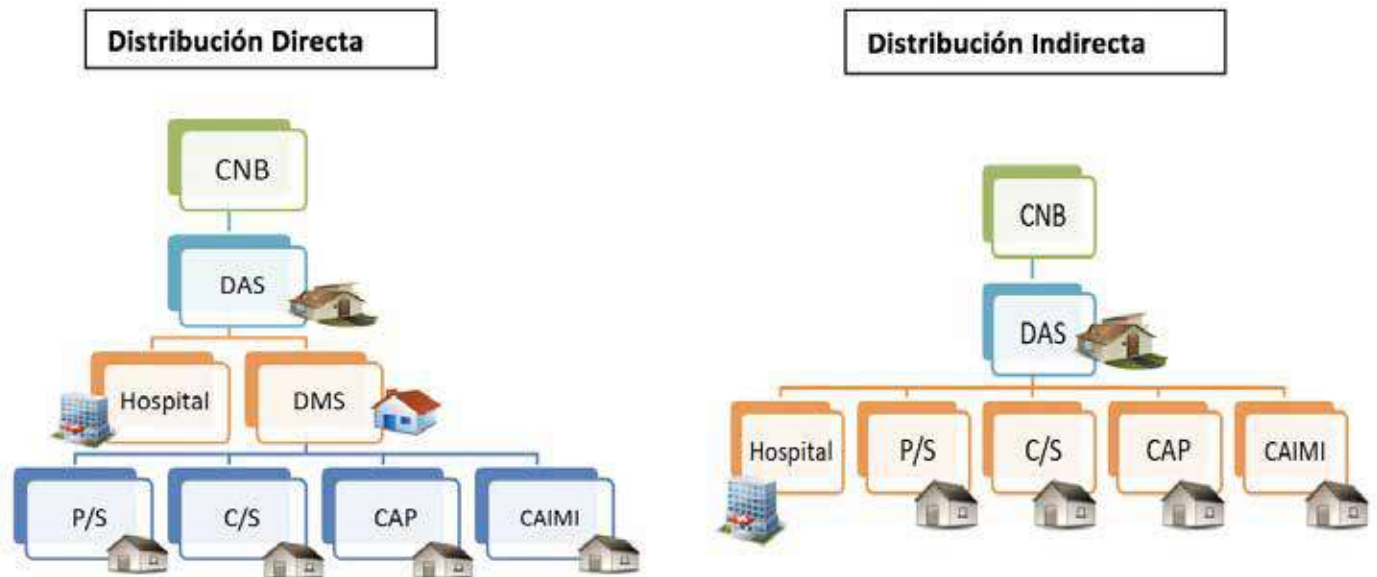 Distribución Directa
CNB
DAS
Hospital
DMS
P/S
C/S
CAP
CAIMI
Distribución Indirecta
CNB
DAS
Hospital
P/S
C/S
CAP
CAIMI